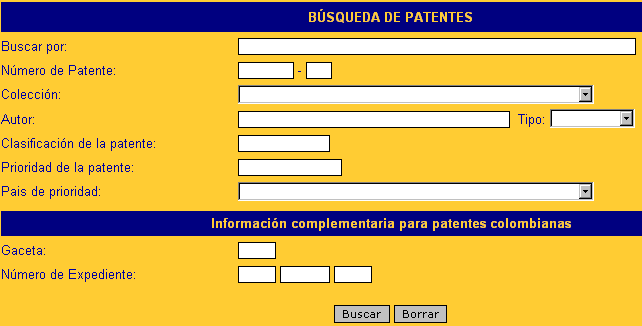 BÚSQUEDA DE PATENTES
Buscar por:
Número de Patente: -
Colección:
Autor: Tipo:
Clasificación de la patente:
Prioridad de la patente:
Pais de prioridad:
Información complementaria para patentes colombianas
Gaceta:
Número de Expediente:
Buscar Borrar